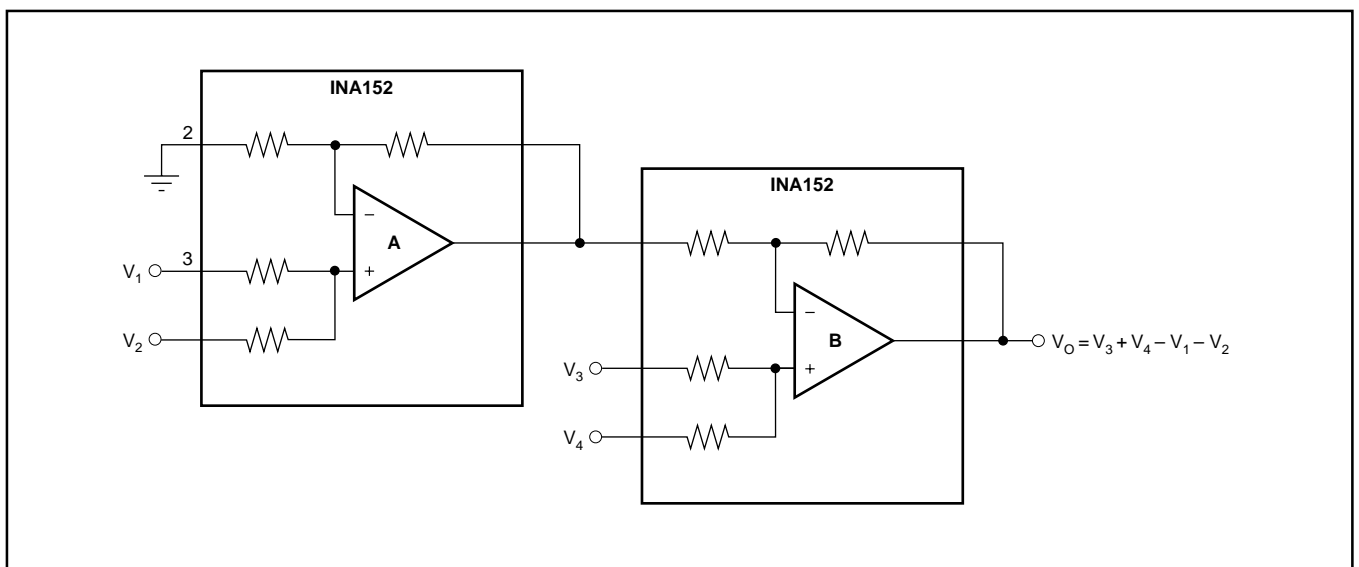 INA152
2
−
A
3
V1
+
V2
INA152
−
B
VO = V3 + V4 − V1 − V2
V3
+
V4